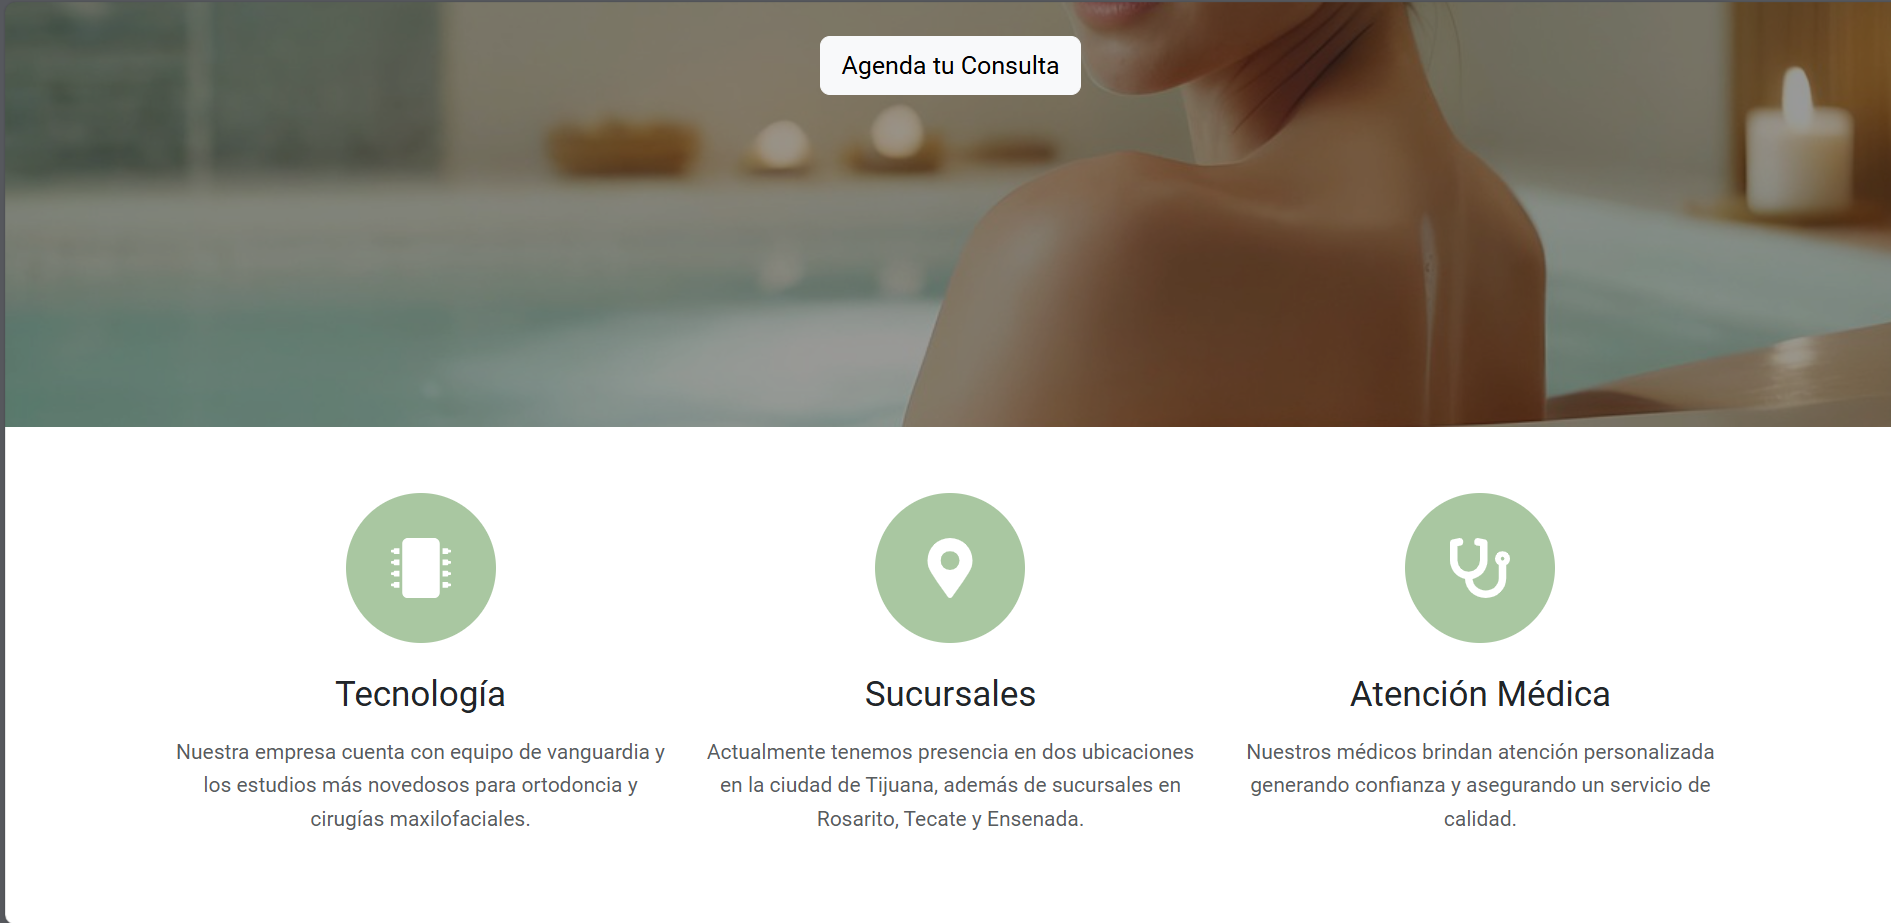 Agenda tu Consulta
Tecnología
Nuestra empresa cuenta con equipo de vanguardia y
los estudios más novedosos para ortodoncia y
cirugías maxilofaciales.
Sucursales
Actualmente tenemos presencia en dos ubicaciones
en la ciudad de Tijuana, además de sucursales en
Rosarito, Tecate y Ensenada.
Atención Médica
Nuestros médicos brindan atención personalizada
generando confianza y asegurando un servicio de
calidad.